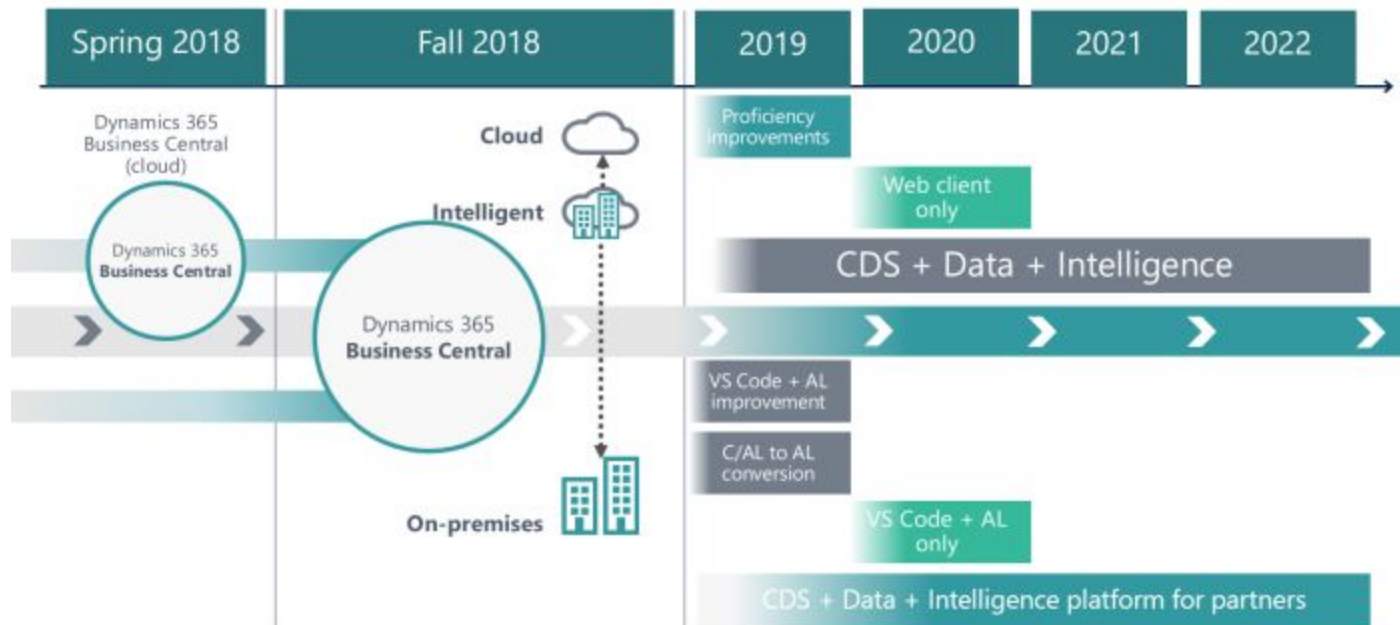 Spring 2018
Fall 2018
2019
2020
2021
2022
Dynamics 365
Business Central
(cloud)
Dynamics 365
Business Central
Dynamics 365
Business Central
Cloud
Intelligent
On-premises
Proficiency
improvements
Web client
only
CDS + Data + Intelligence
VS Code + AL
improvement
C/AL to AL
conversion
VS Code + AL
only
CDS + Data + Intelligence platform for partners